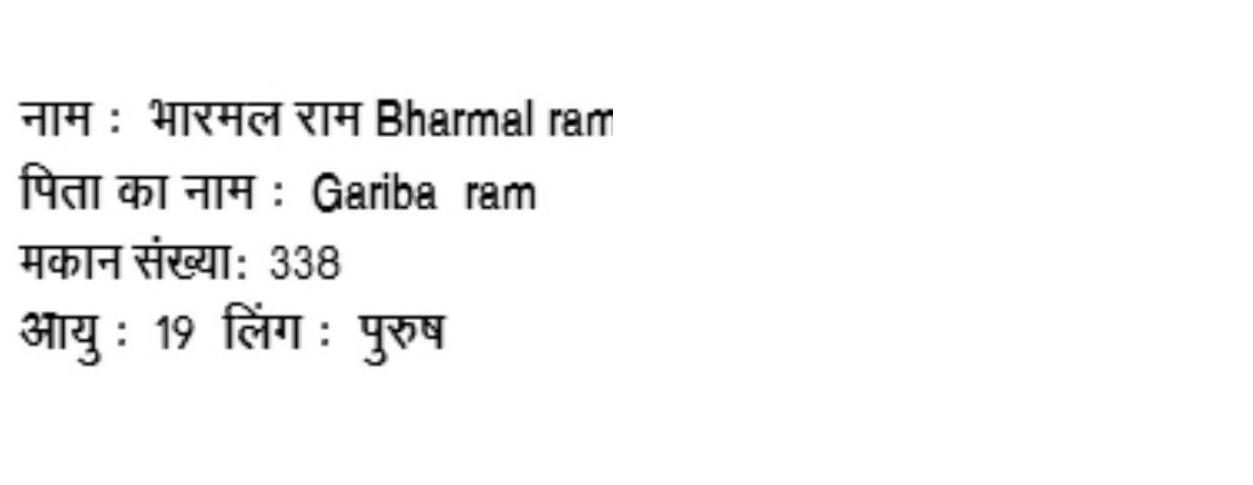 नाम : भारमल राम Bharmal ram
पिता का नाम : Gariba ram
मकान संख्या: 338
आयु : 19 लिंग : पुरुष